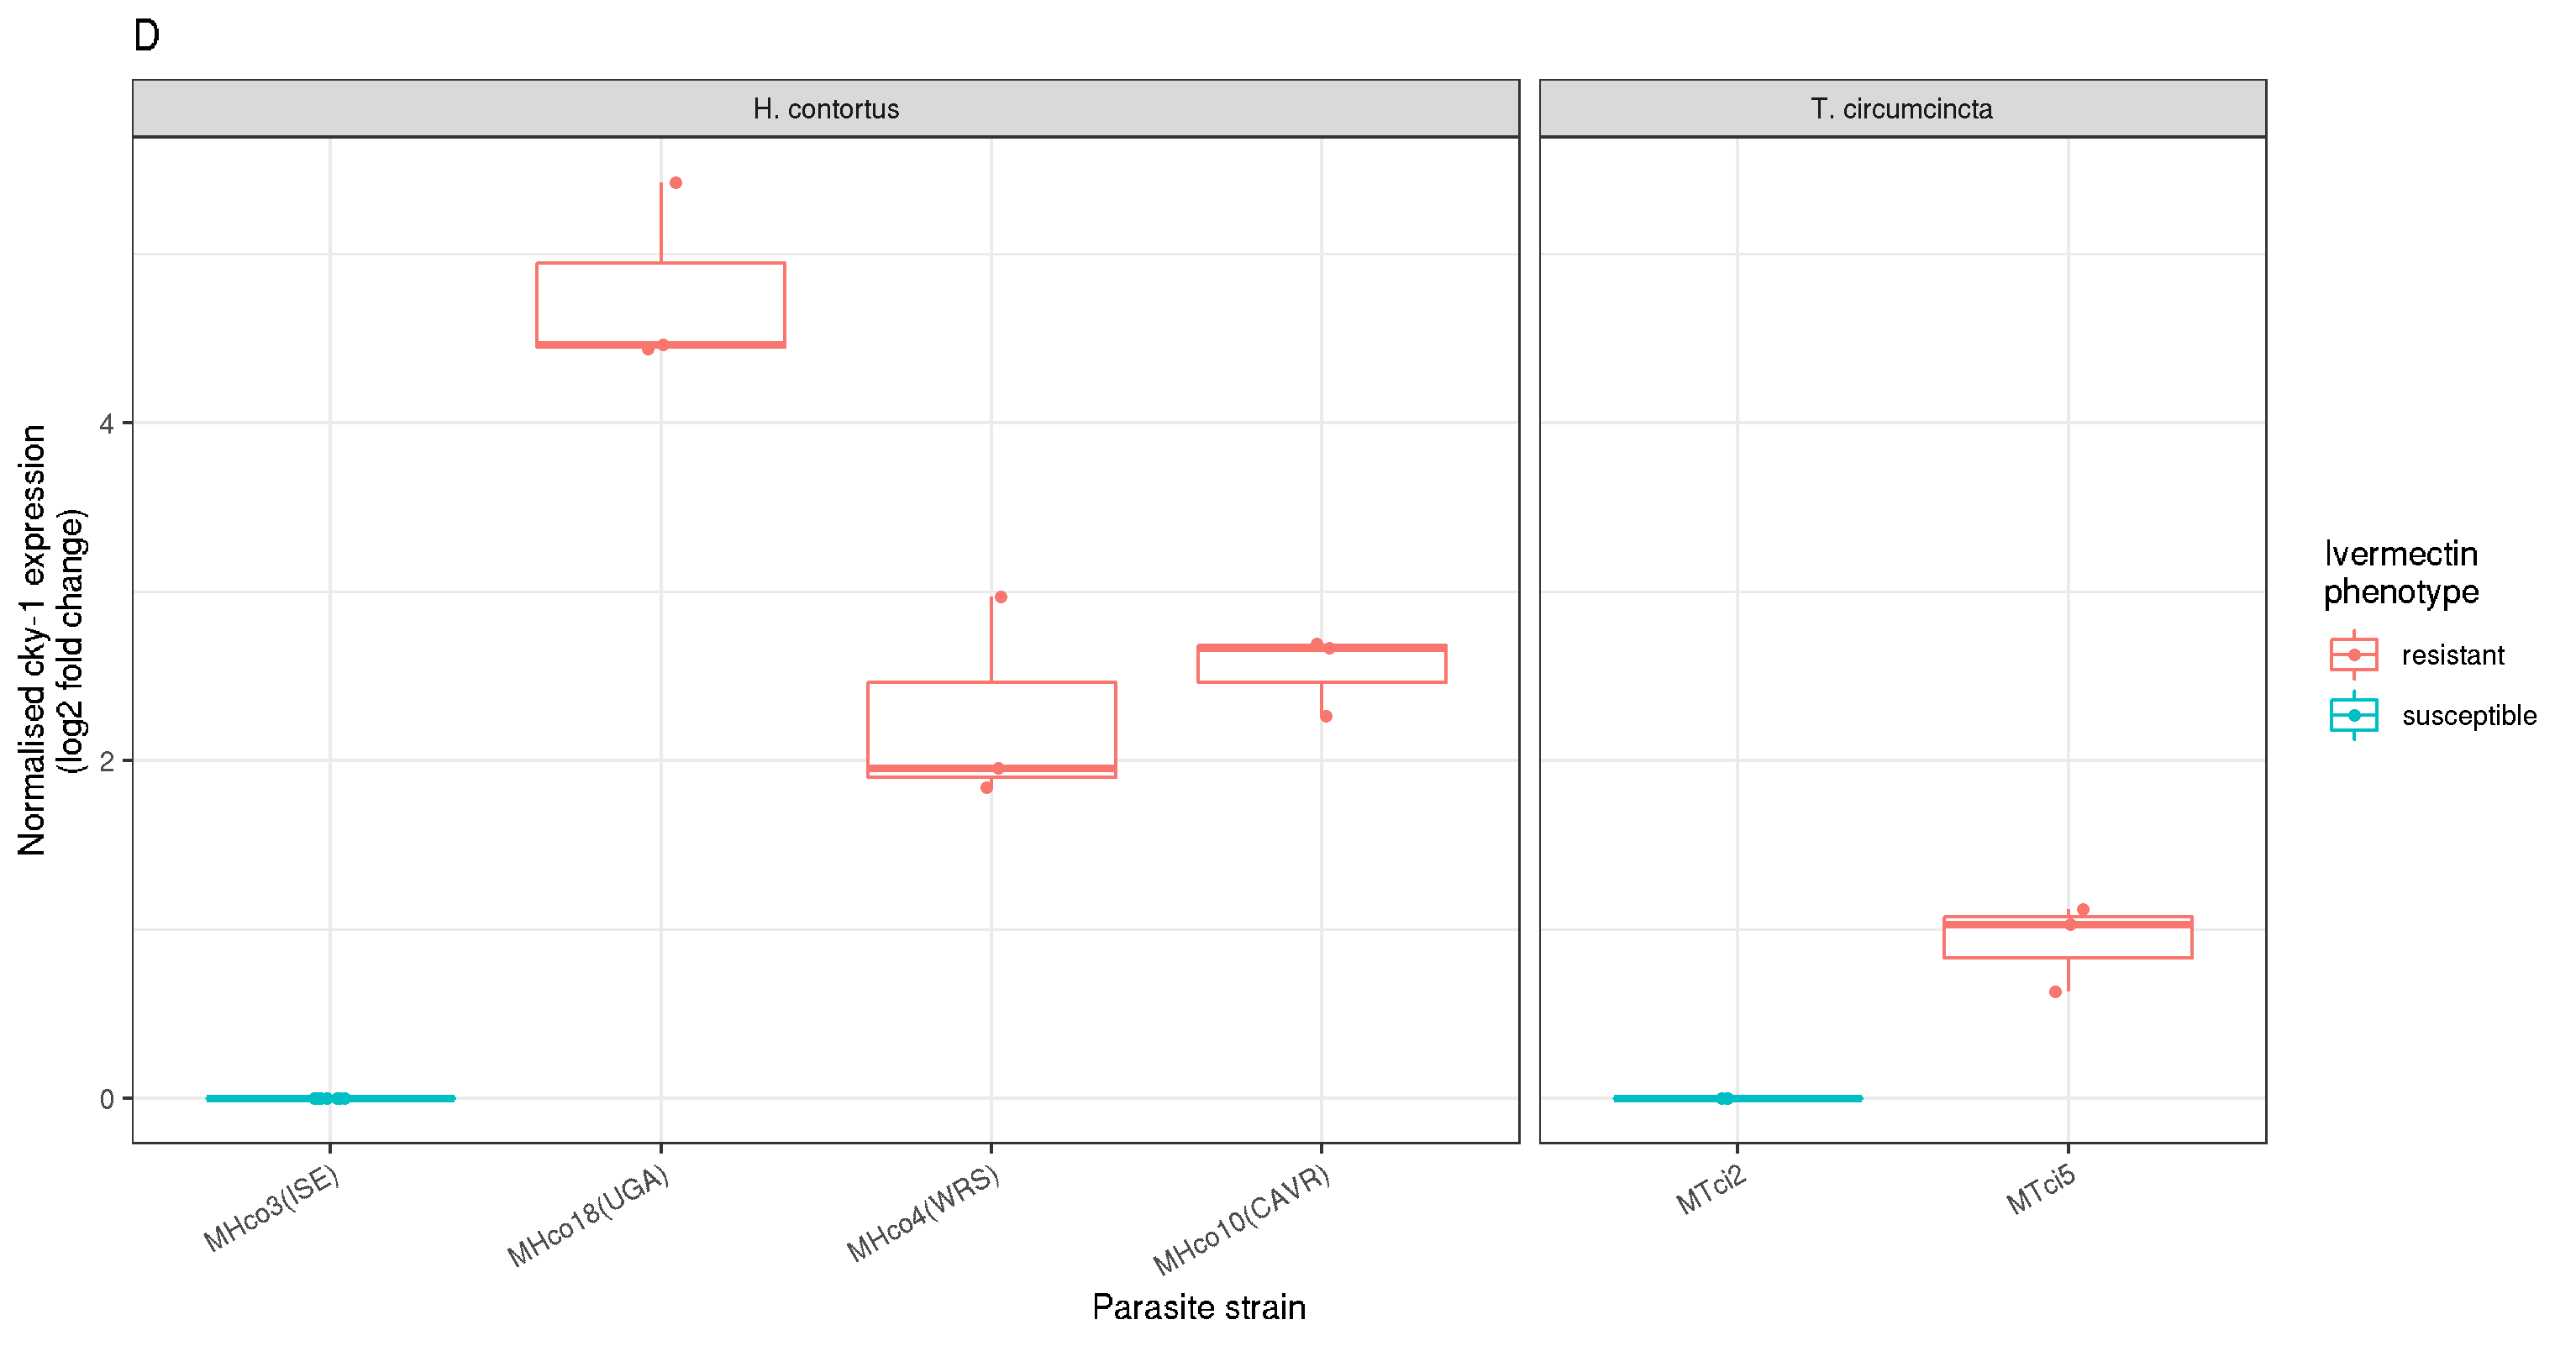 D
H. contortus
T. circumcincta
Normalised cky-1 expression
(log2 fold change)
4
2
0
MHco3(ISE)
MHco18(UGA)
MHco4(WRS)
MHco10(CAVR)
MTci2
MTci5
Parasite strain
Ivermectin
phenotype
resistant
susceptible